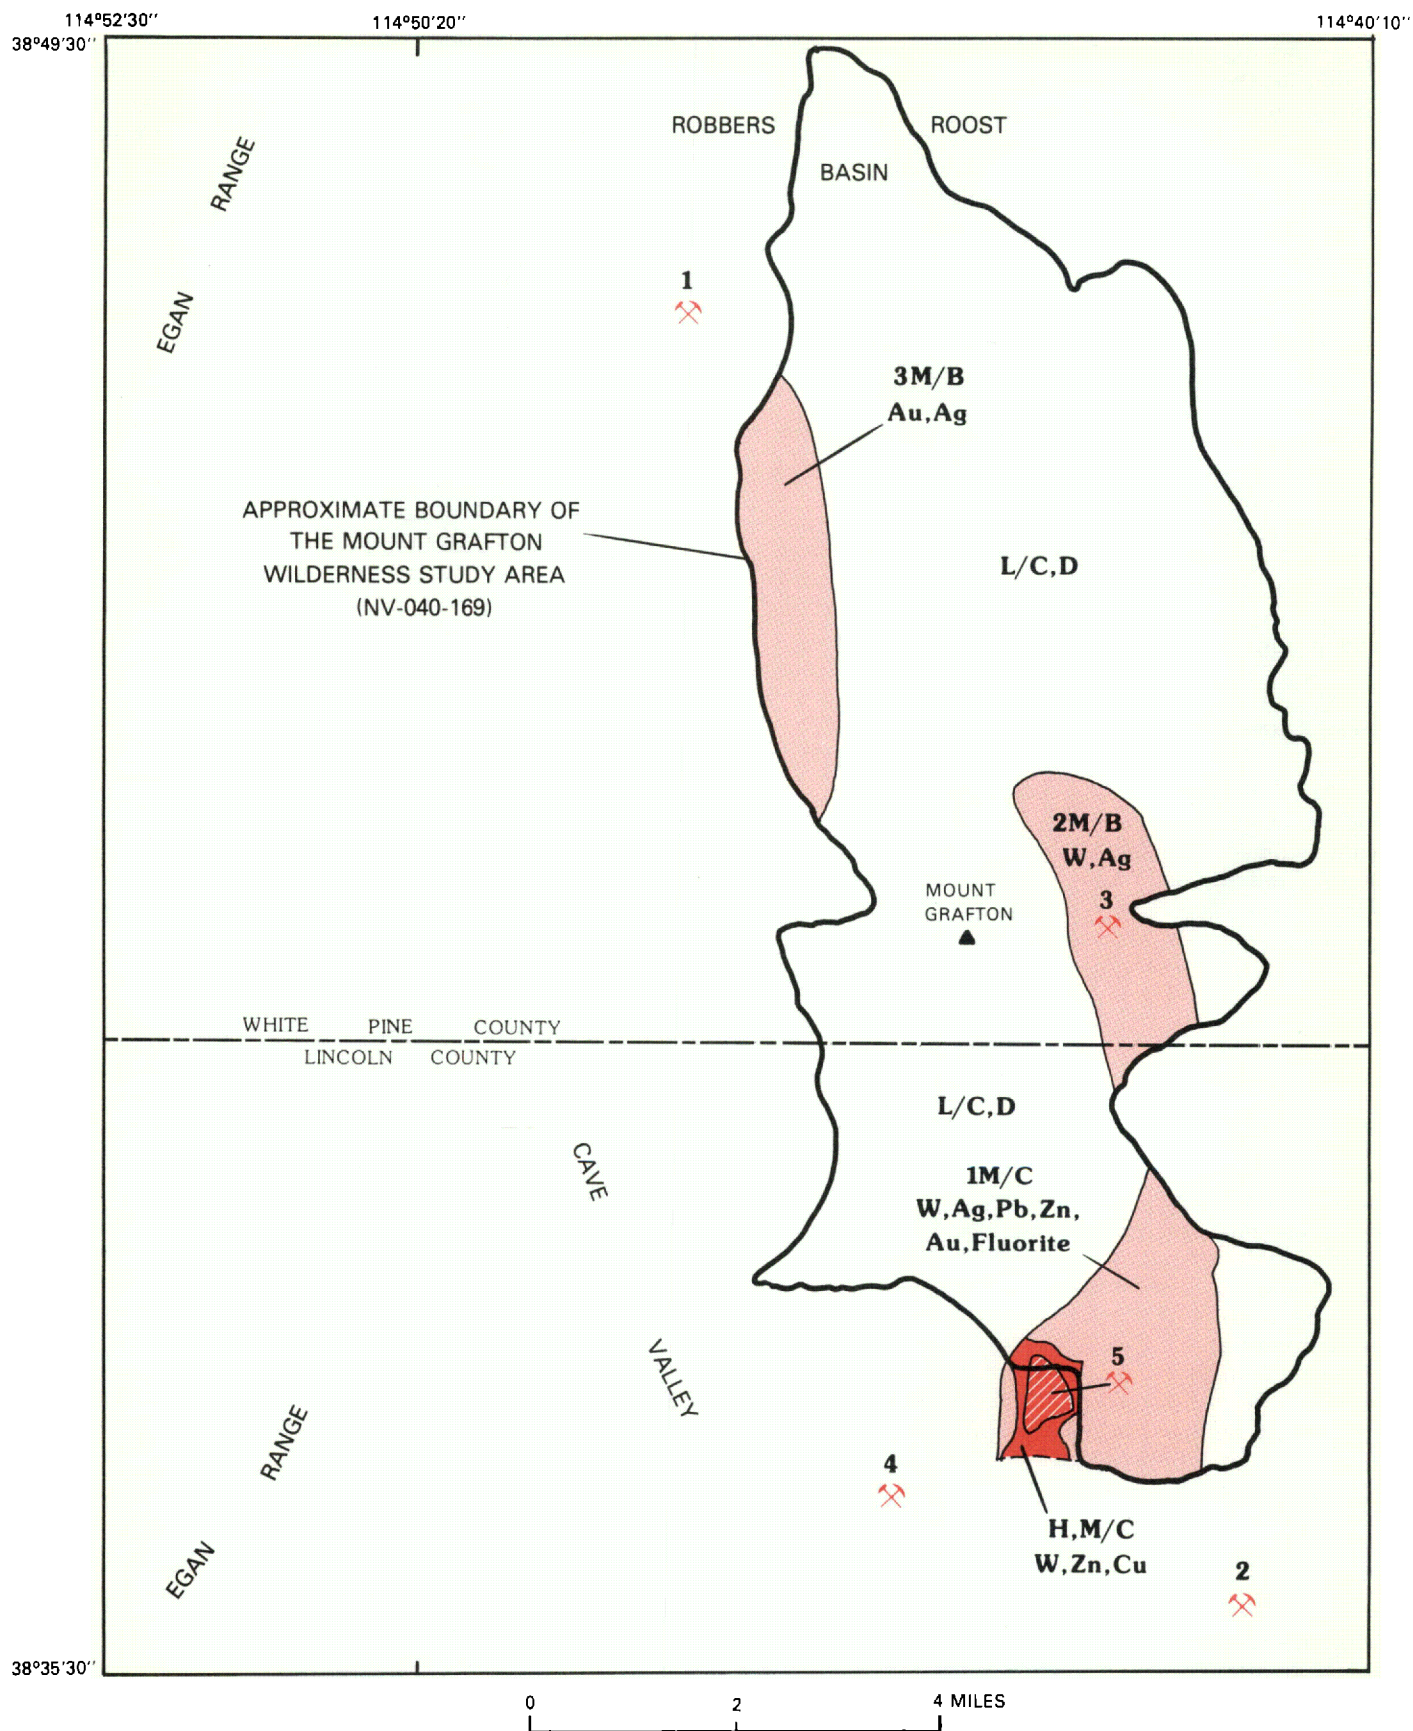 114°52'30''
114°50'20''
114°40'10''
38°49'30''
ROBBERS
ROOST
BASIN
EGAN RANGE
1
3M/B
Au,Ag
APPROXIMATE BOUNDARY OF
THE MOUNT GRAFTON
WILDERNESS STUDY AREA
(NV-040-169)
L/C,D
2M/B
W,Ag
3
MOUNT
GRAFTON
WHITE PINE COUNTY
LINCOLN COUNTY
L/C,D
CAVE
VALLEY
1M/C
W,Ag,Pb,Zn,
Au,Fluorite
5
EGAN RANGE
4
H,M/C
W,Zn,Cu
2
38°35'30''
0
2
4 MILES